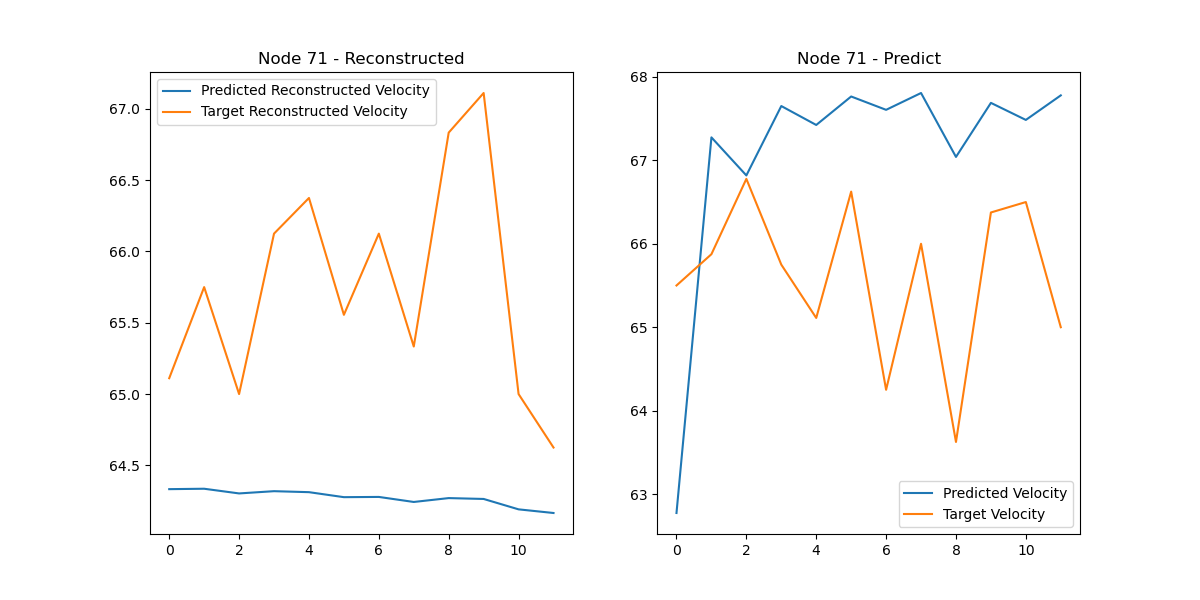 Node 71 - Reconstructed
Predicted Reconstructed Velocity
Target Reconstructed Velocity
67.0
66.5
66.0
65.5
65.0
64.5
0 2 4 6 8 10
Node 71 - Predict
68
67
66
65
64
63
Predicted Velocity
Target Velocity
0 2 4 6 8 10